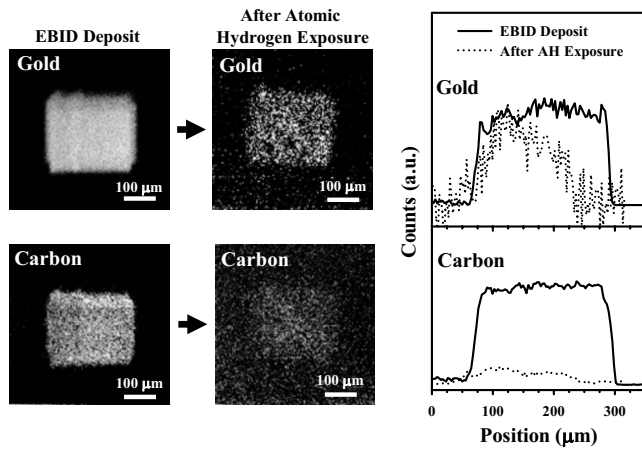 EBID Deposit
After Atomic
Hydrogen Exposure
Gold
100 μm
Gold
100 μm
Carbon
100 μm
Carbon
100 μm
EBID Deposit
After AH Exposure
Gold
Carbon
Counts (a.u.)
0 100 200 300
Position (μm)